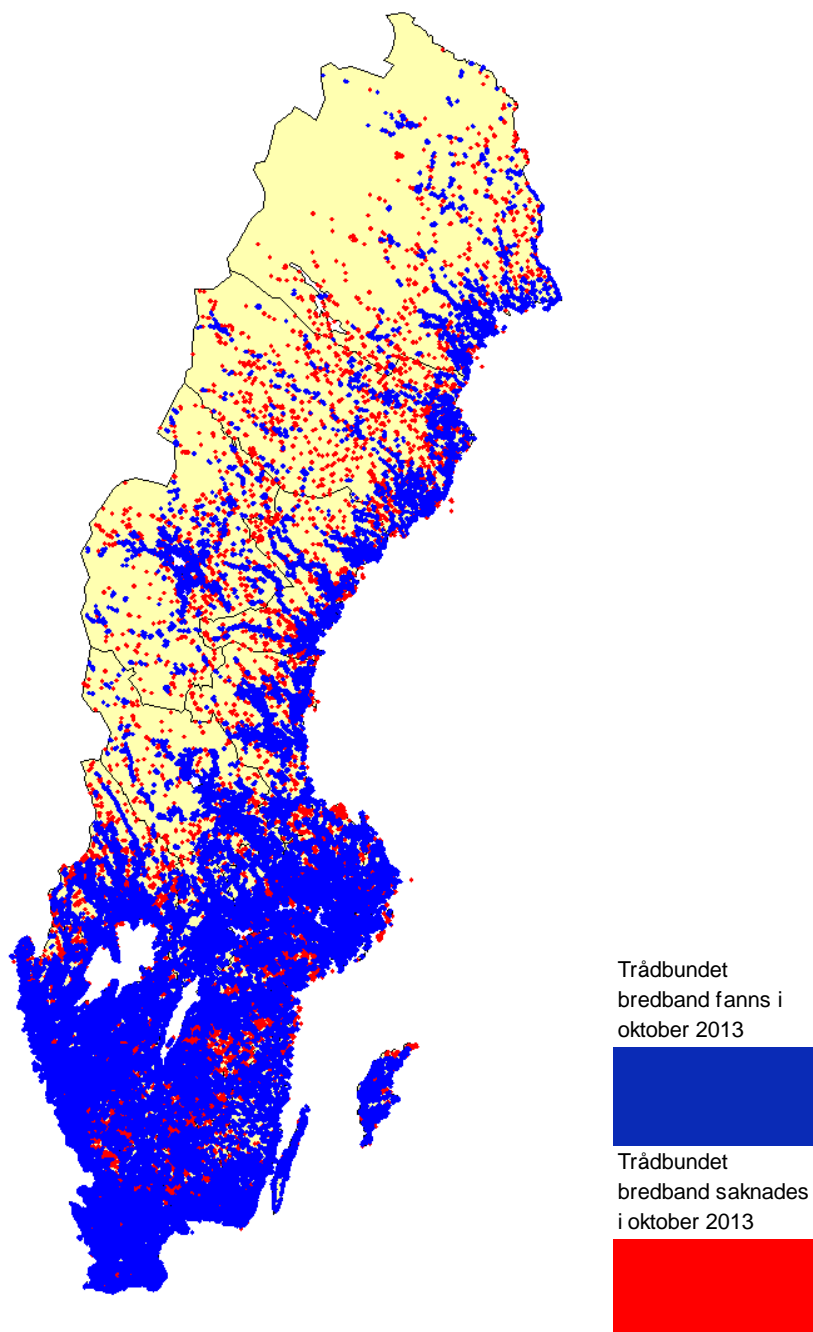 Trådbundet
bredband fanns i
oktober 2013
Trådbundet
bredband saknades
i oktober 2013